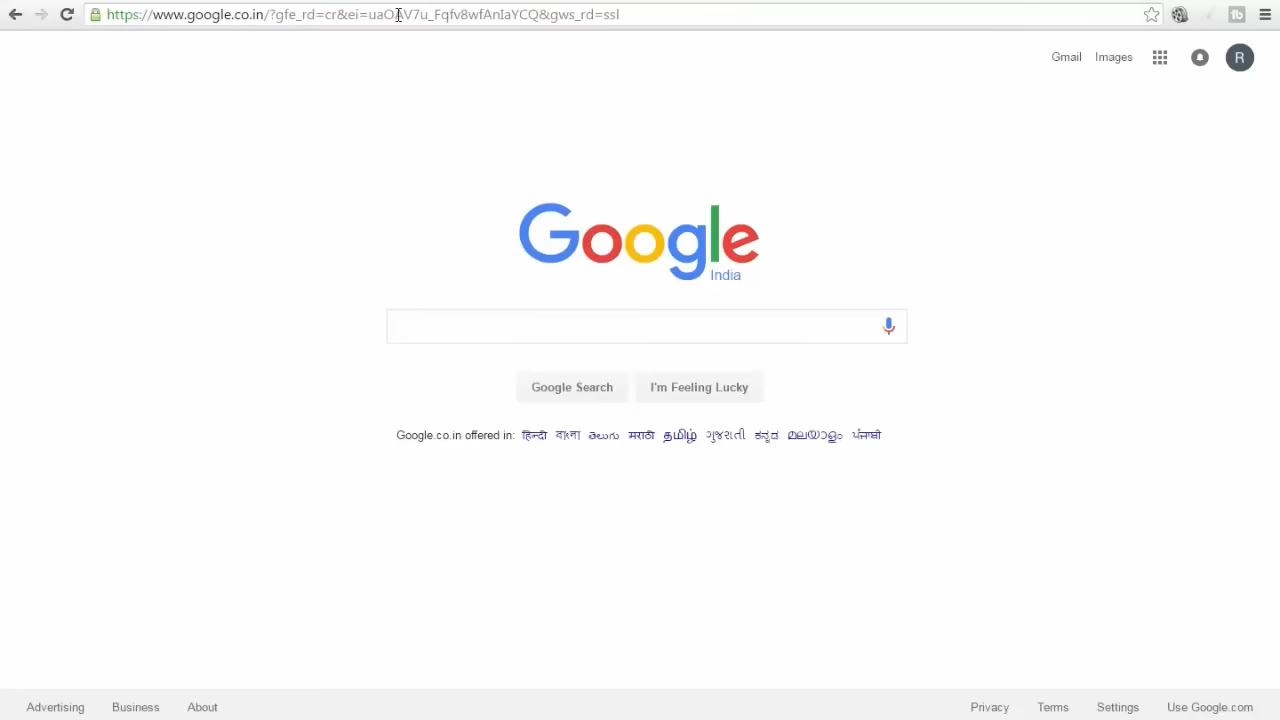 https://www.google.co.in/?gfe_rd=cr&ei=uaOAV7u_Fqfv8wfAnIaYCQ&gws_rd=ssl
Gmail Images R
Google
India
Google Search I'm Feeling Lucky
Google.co.in offered in: हिन्दी বাংলা తెలుగు मराठी தமிழ் ગુજરાતી ಕನ್ನಡ മലയാളം ਪੰਜਾਬੀ
Advertising Business About Privacy Terms Settings Use Google.com